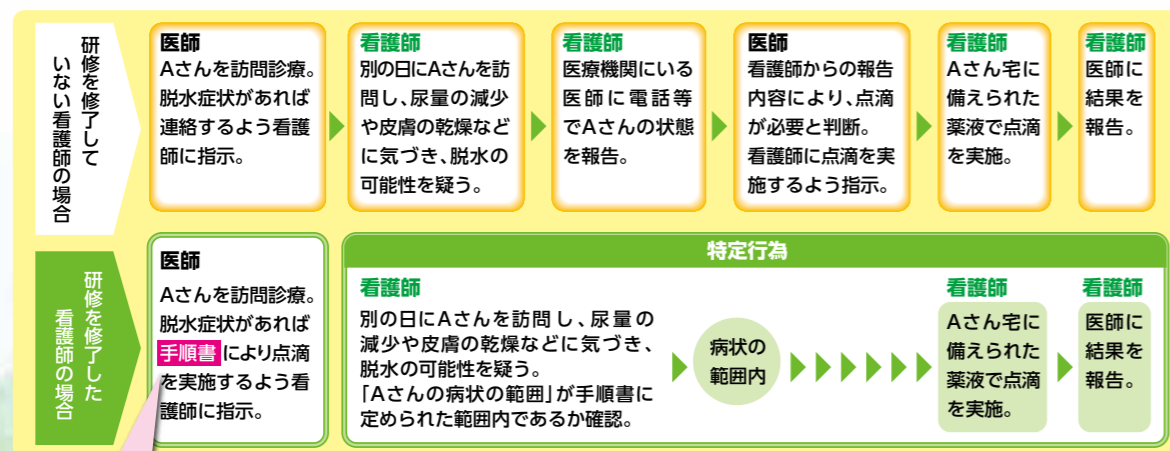 研修を修了して
いない看護師の場合
医師
Aさんを訪問診療。
脱水症状があれば
連絡するよう看護
師に指示。
看護師
別の日にAさんを訪
問し、尿量の減少
や皮膚の乾燥など
に気づき、脱水の
可能性を疑う。
看護師
医療機関にいる
医師に電話等
でAさんの状態
を報告。
医師
看護師からの報告
内容により、点滴
が必要と判断。
看護師に点滴を実
施するよう指示。
看護師
Aさん宅に
備えられた
薬液で点滴
を実施。
看護師
医師に
結果を
報告。
研修を修了した
看護師の場合
医師
Aさんを訪問診療。
脱水症状があれば
手順書により点滴
を実施するよう看
護師に指示。
特定行為
看護師
別の日にAさんを訪問し、尿量の
減少や皮膚の乾燥などに気づき、
脱水の可能性を疑う。
「Aさんの病状の範囲」が手順書に
定められた範囲内であるか確認。
病状の
範囲内
看護師
Aさん宅に
備えられた
薬液で点滴
を実施。
看護師
医師に
結果を
報告。